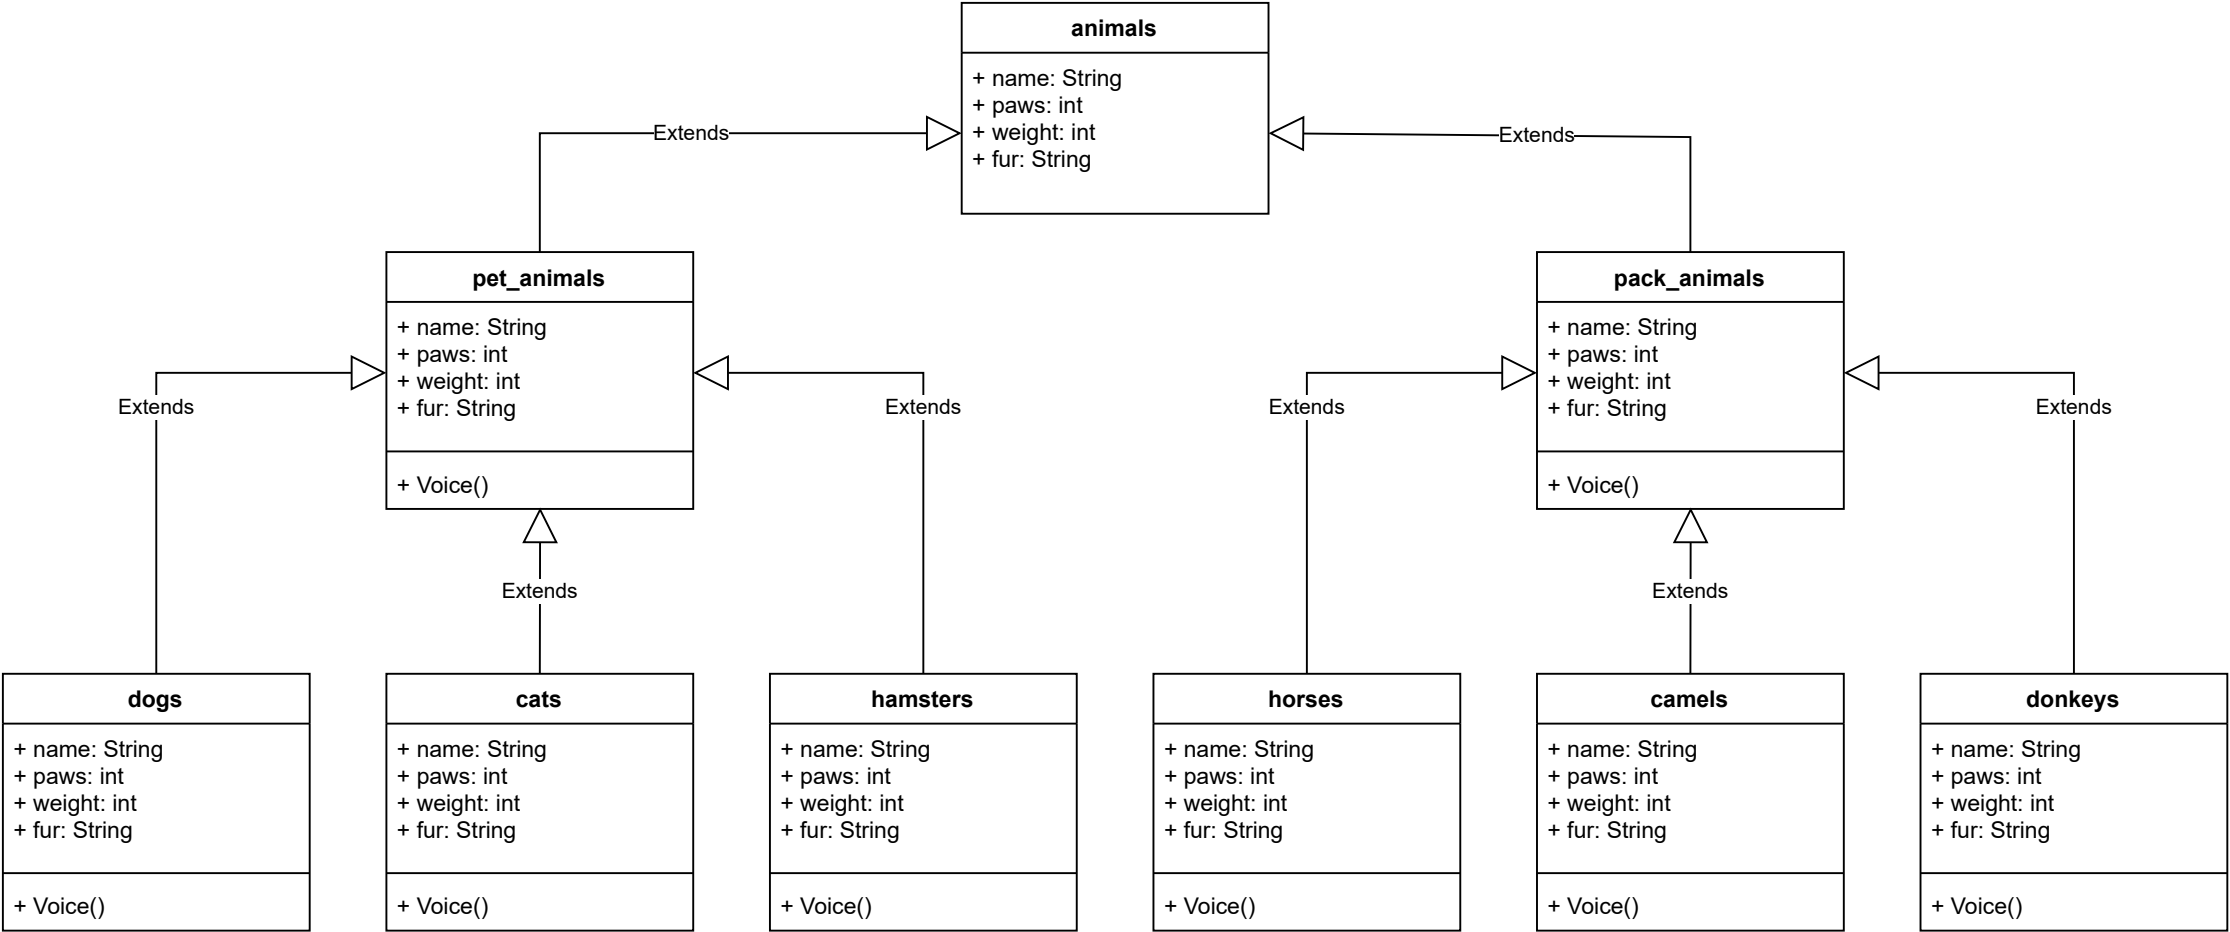 animals
+ name: String
+ paws: int
+ weight: int
+ fur: String
Extends
Extends
pet_animals
+ name: String
+ paws: int
+ weight: int
+ fur: String
+ Voice()
pack_animals
+ name: String
+ paws: int
+ weight: int
+ fur: String
+ Voice()
Extends
Extends
Extends
Extends
Extends
Extends
dogs
+ name: String
+ paws: int
+ weight: int
+ fur: String
+ Voice()
cats
+ name: String
+ paws: int
+ weight: int
+ fur: String
+ Voice()
hamsters
+ name: String
+ paws: int
+ weight: int
+ fur: String
+ Voice()
horses
+ name: String
+ paws: int
+ weight: int
+ fur: String
+ Voice()
camels
+ name: String
+ paws: int
+ weight: int
+ fur: String
+ Voice()
donkeys
+ name: String
+ paws: int
+ weight: int
+ fur: String
+ Voice()